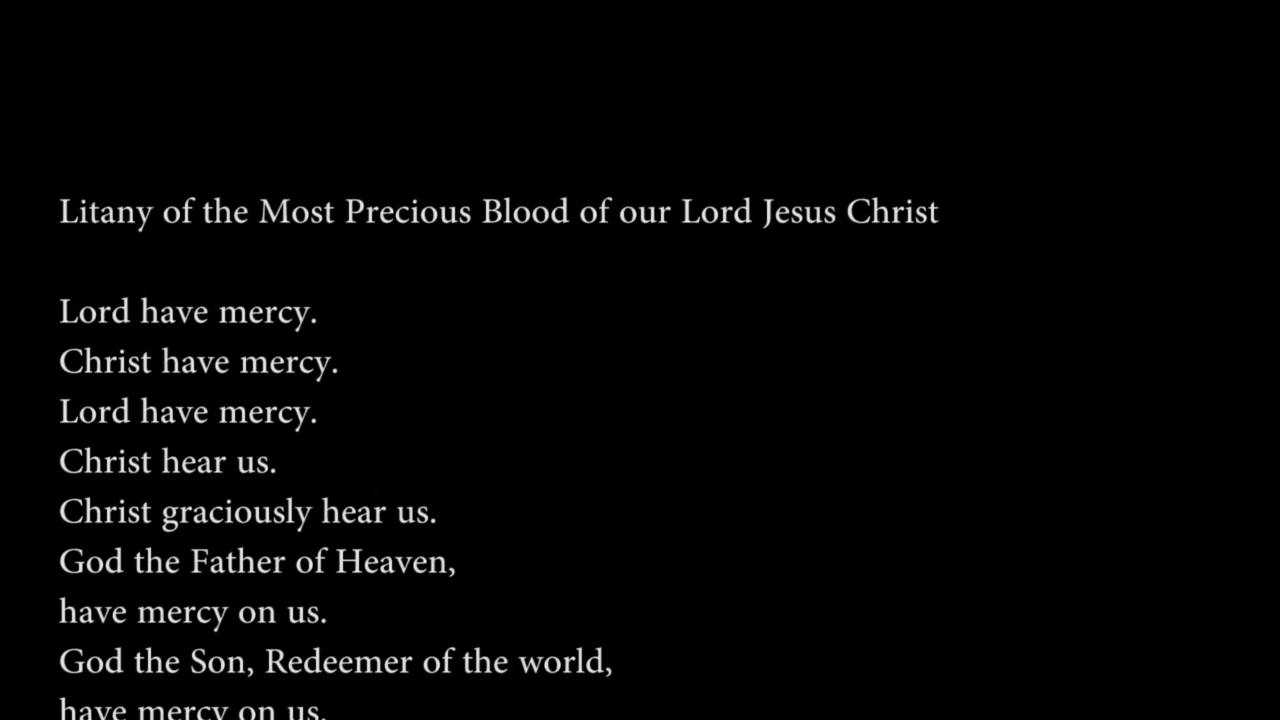 Litany of the Most Precious Blood of our Lord Jesus Christ
Lord have mercy.
Christ have mercy.
Lord have mercy.
Christ hear us.
Christ graciously hear us.
God the Father of Heaven,
have mercy on us.
God the Son, Redeemer of the world,
have mercy on us.